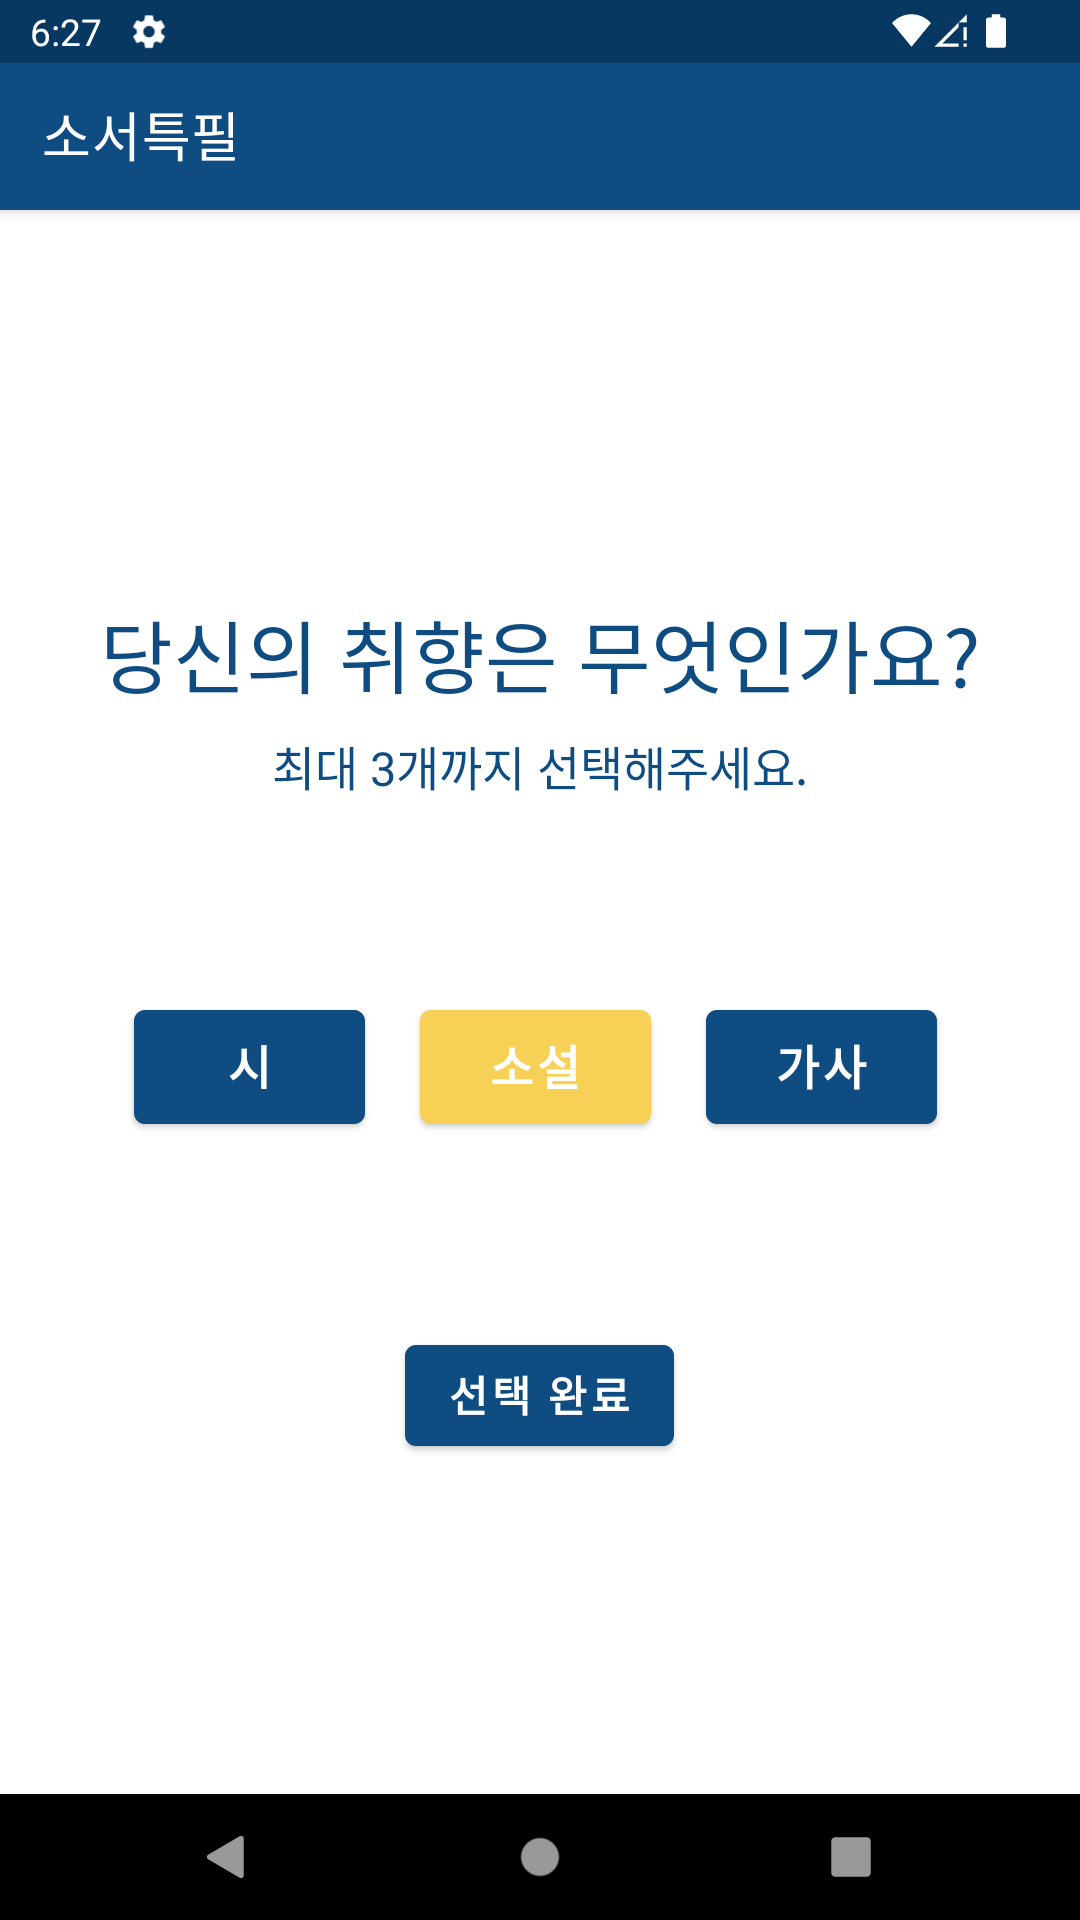 6:27
소서특필
당신의 취향은 무엇인가요?
최대 3개까지 선택해주세요.
시 소설 가사
선택 완료